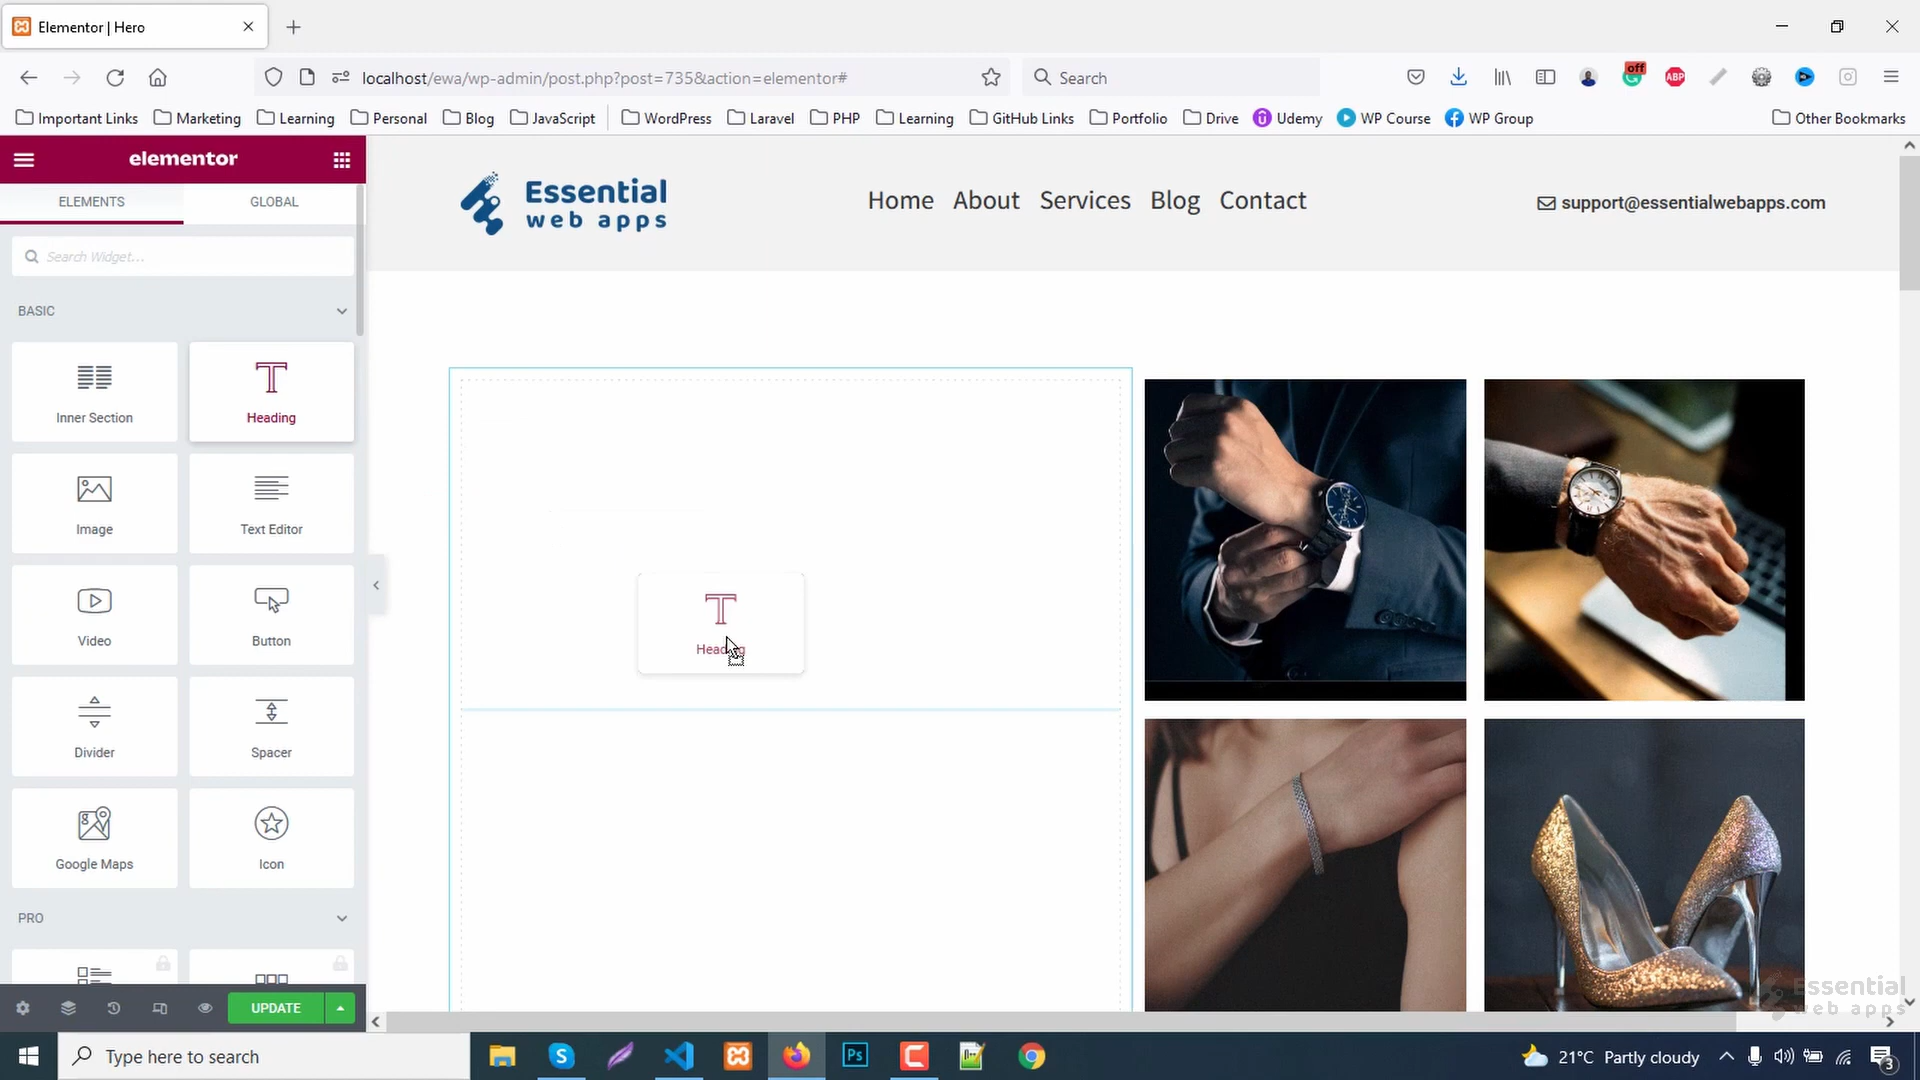 Elementor | Hero
localhost/ewa/wp-admin/post.php?post=735&action=elementor#
Search
off
ABP
Important Links
Marketing
Learning
Personal
Blog
JavaScript
WordPress
Laravel
PHP
Learning
GitHub Links
Portfolio
Drive
Udemy
WP Course
WP Group
Other Bookmarks
elementor
ELEMENTS
GLOBAL
Search Widget...
BASIC
Inner Section
Heading
Image
Text Editor
Video
Button
Divider
Spacer
Google Maps
Icon
PRO
UPDATE
Essential
web apps
Home
About
Services
Blog
Contact
support@essentialwebapps.com
Heading
Essential
web apps
Type here to search
Ps
21°C Partly cloudy
3